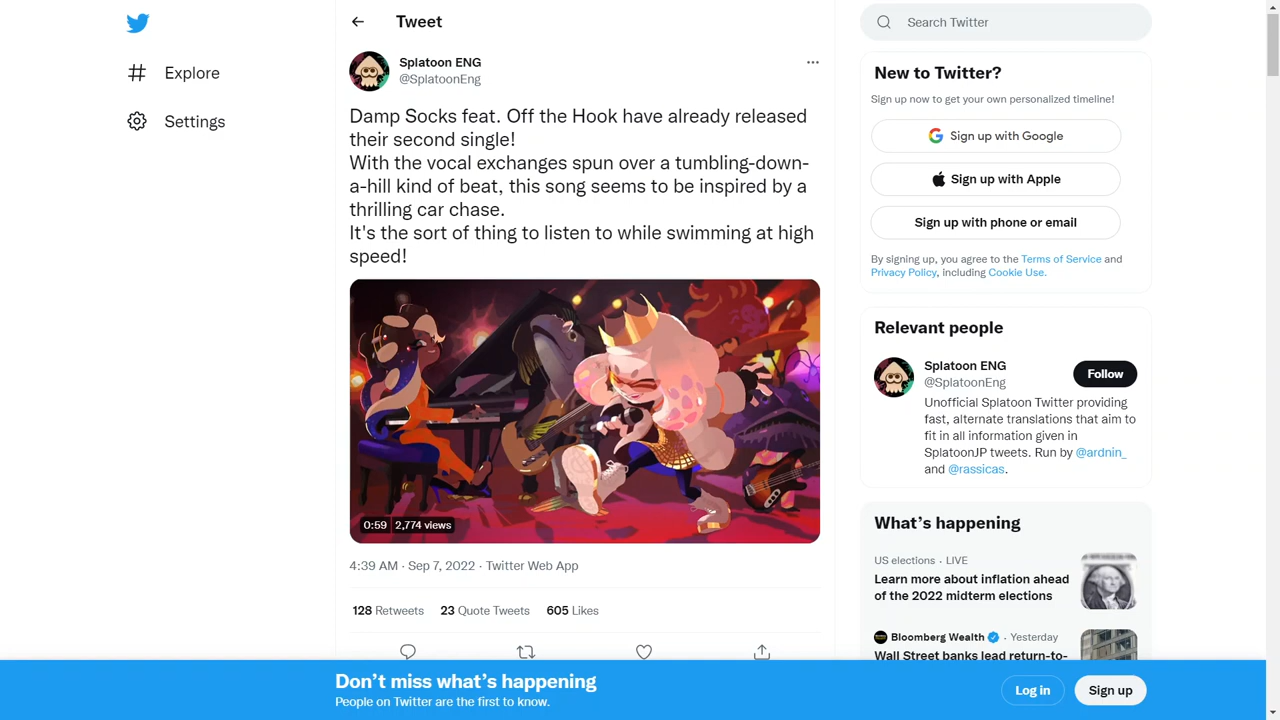 Tweet
Search Twitter
Explore
Settings
Splatoon ENG
@SplatoonEng
Damp Socks feat. Off the Hook have already released
their second single!
With the vocal exchanges spun over a tumbling-down-
a-hill kind of beat, this song seems to be inspired by a
thrilling car chase.
It's the sort of thing to listen to while swimming at high
speed!
0:59 2,774 views
4:39 AM · Sep 7, 2022 · Twitter Web App
128 Retweets 23 Quote Tweets 605 Likes
New to Twitter?
Sign up now to get your own personalized timeline!
Sign up with Google
Sign up with Apple
Sign up with phone or email
By signing up, you agree to the Terms of Service and
Privacy Policy, including Cookie Use.
Relevant people
Splatoon ENG
@SplatoonEng
Follow
Unofficial Splatoon Twitter providing
fast, alternate translations that aim to
fit in all information given in
SplatoonJP tweets. Run by @ardnin_
and @rassicas.
What's happening
US elections · LIVE
Learn more about inflation ahead
of the 2022 midterm elections
Bloomberg Wealth · Yesterday
Wall Street banks lead return-to-
Don't miss what's happening
People on Twitter are the first to know.
Log in
Sign up